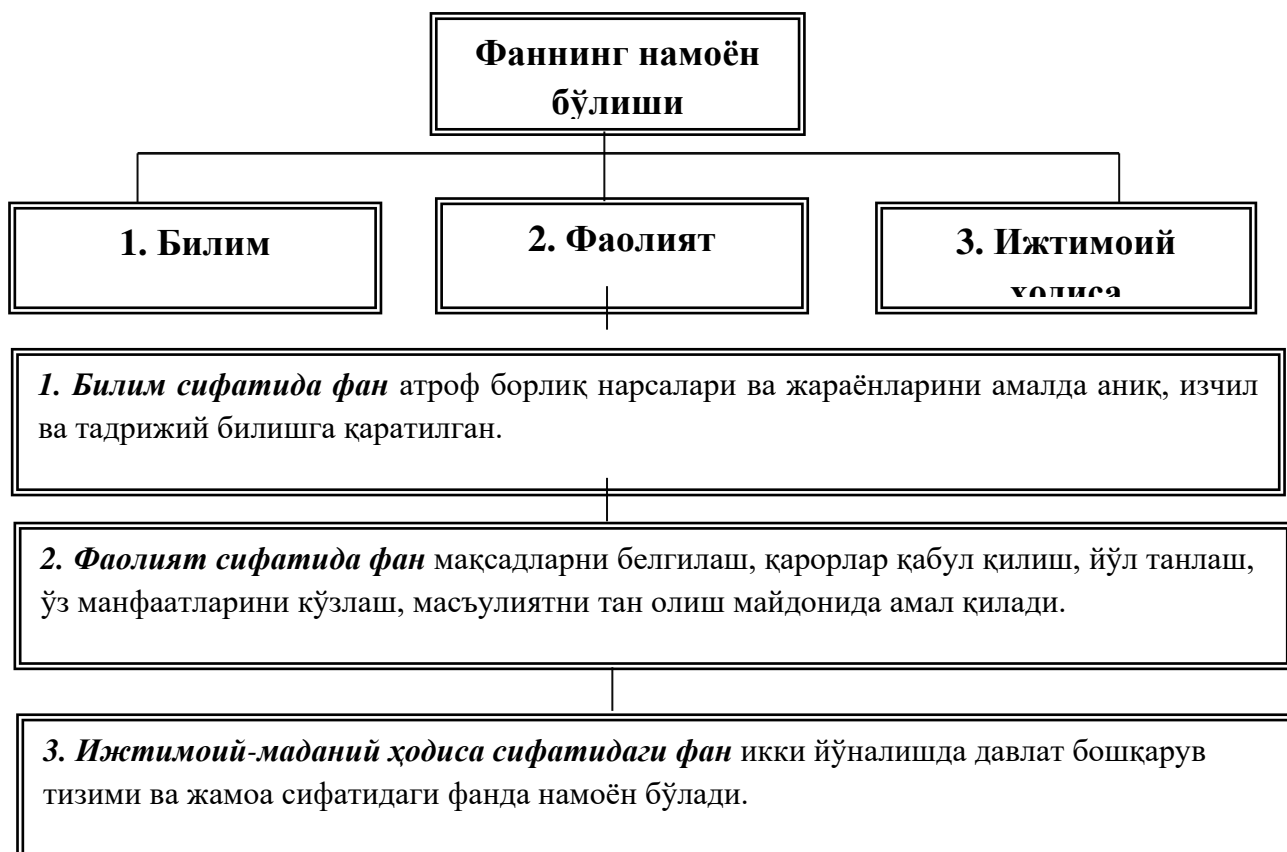 Фаннинг намоён
бўлиши
1. Билим
2. Фаолият
3. Ижтимоий
ҳодиса
1. Билим сифатида фан атроф борлиқ нарсалари ва жараёнларини амалда аниқ, изчил
ва тадрижий билишга қаратилган.
2. Фаолият сифатида фан мақсадларни белгилаш, қарорлар қабул қилиш, йўл танлаш,
ўз манфаатларини кўзлаш, масъулиятни тан олиш майдонида амал қилади.
3. Ижтимоий-маданий ҳодиса сифатидаги фан икки йўналишда давлат бошқарув
тизими ва жамоа сифатидаги фанда намоён бўлади.